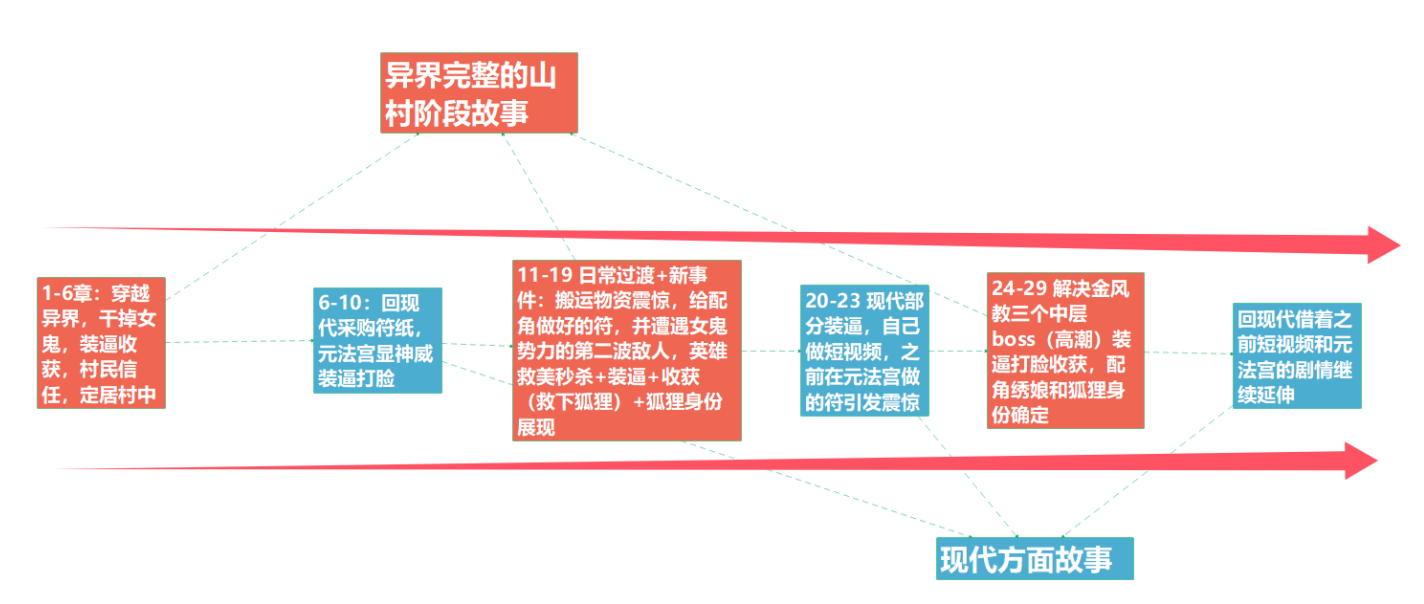 异界完整的山
村阶段故事
1-6章：穿越
异界，干掉女
鬼，装逼收
获，村民信
任，定居村中
6-10：回现
代采购符纸，
元法宫显神威
装逼打脸
11-19 日常过渡+新事
件：搬运物资震惊，给配
角做好的符，并遭遇女鬼
势力的第二波敌人，英雄
救美秒杀+装逼+收获
（救下狐狸）+狐狸身份
展现
20-23 现代部
分装逼，自己
做短视频，之
前在元法宫做
的符引发震惊
24-29 解决金风
教三个中层
boss（高潮）装
逼打脸收获，配
角绣娘和狐狸身
份确定
回现代借着之
前短视频和元
法宫的剧情继
续延伸
现代方面故事